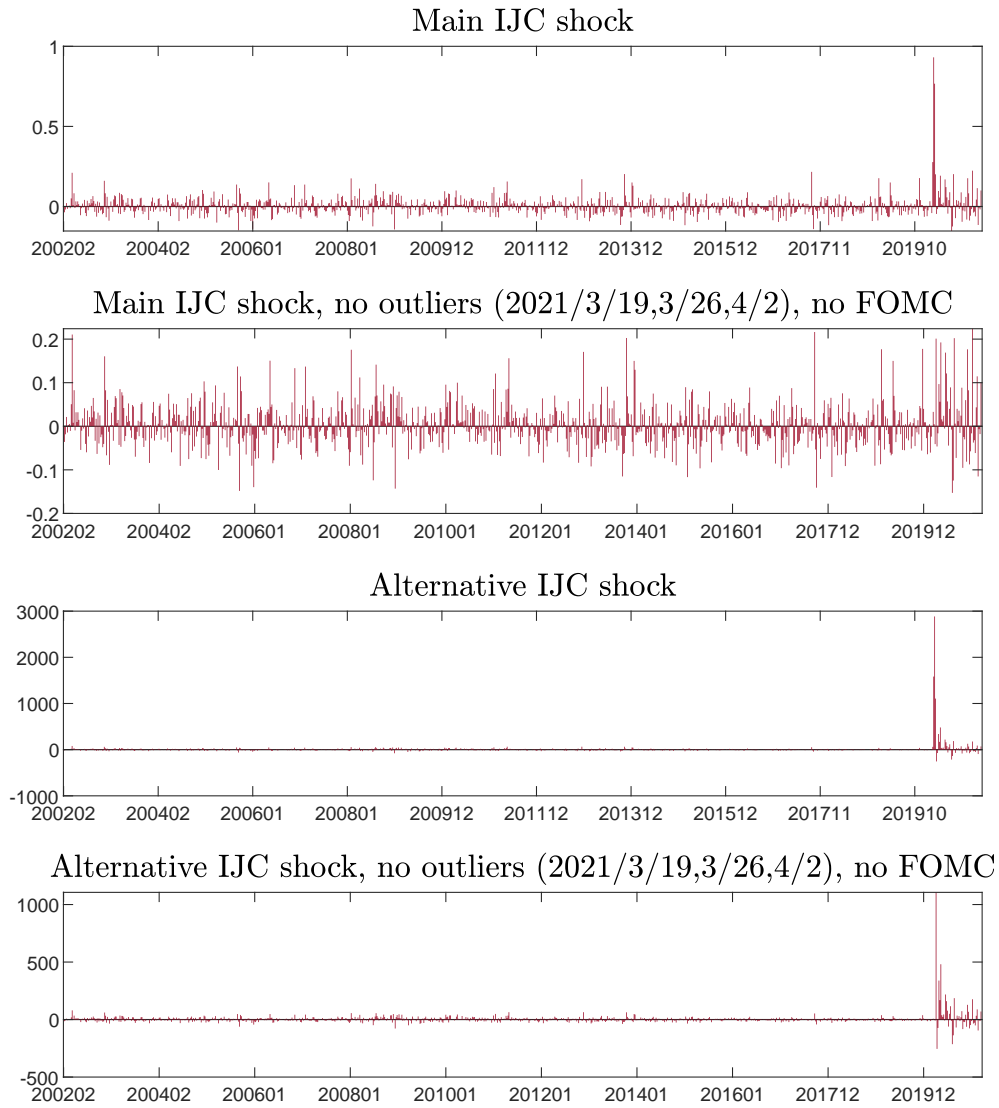 Main IJC shock
1
0.5
0
200202 200402 200601 200801 200912 201112 201312 201512 201711 201910
Main IJC shock, no outliers (2021/3/19,3/26,4/2), no FOMC
0.2
0.1
0
-0.1
-0.2
200202 200402 200601 200801 201001 201201 201401 201601 201712 201912
Alternative IJC shock
3000
2000
1000
0
-1000
200202 200402 200601 200801 200912 201112 201312 201512 201711 201910
Alternative IJC shock, no outliers (2021/3/19,3/26,4/2), no FOMC
1000
500
0
-500
200202 200402 200601 200801 201001 201201 201401 201601 201712 201912